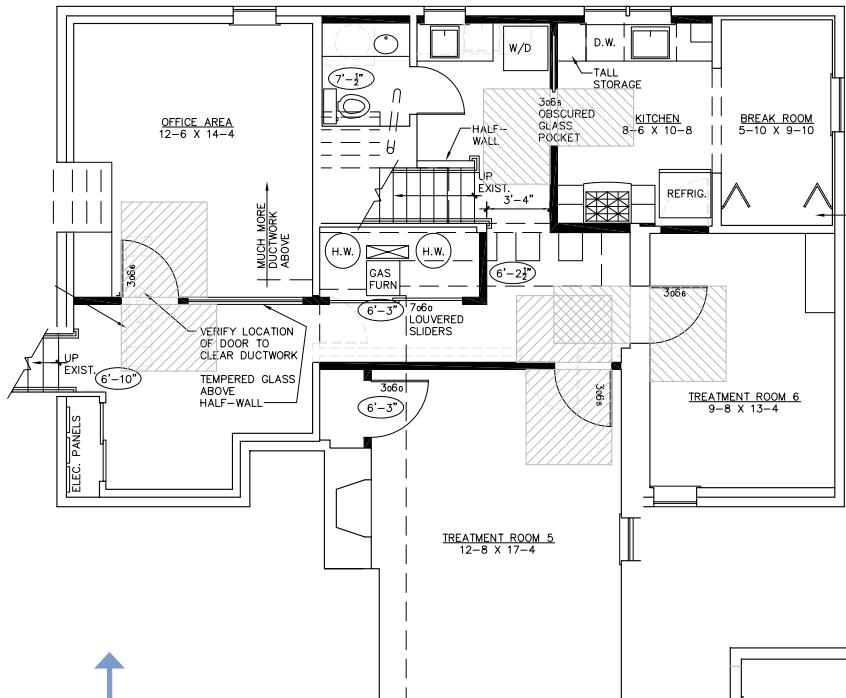 OFFICE AREA
12-6 X 14-4
7'-½"
W/D
D.W.
TALL
STORAGE
3068
OBSCURED
GLASS
POCKET
KITCHEN
8-6 X 10-8
BREAK ROOM
5-10 X 9-10
HALF-
WALL
UP
EXIST.
3'-4"
REFRIG.
MUCH MORE
DUCTWORK
ABOVE
H.W.
H.W.
GAS
FURN
6'-2½"
6'-3"
7060
LOUVERED
SLIDERS
3066
3066
VERIFY LOCATION
OF DOOR TO
CLEAR DUCTWORK
UP
EXIST.
6'-10"
TEMPERED GLASS
ABOVE
HALF-WALL
3060
6'-3"
3068
TREATMENT ROOM 6
9-8 X 13-4
ELEC. PANELS
TREATMENT ROOM 5
12-8 X 17-4